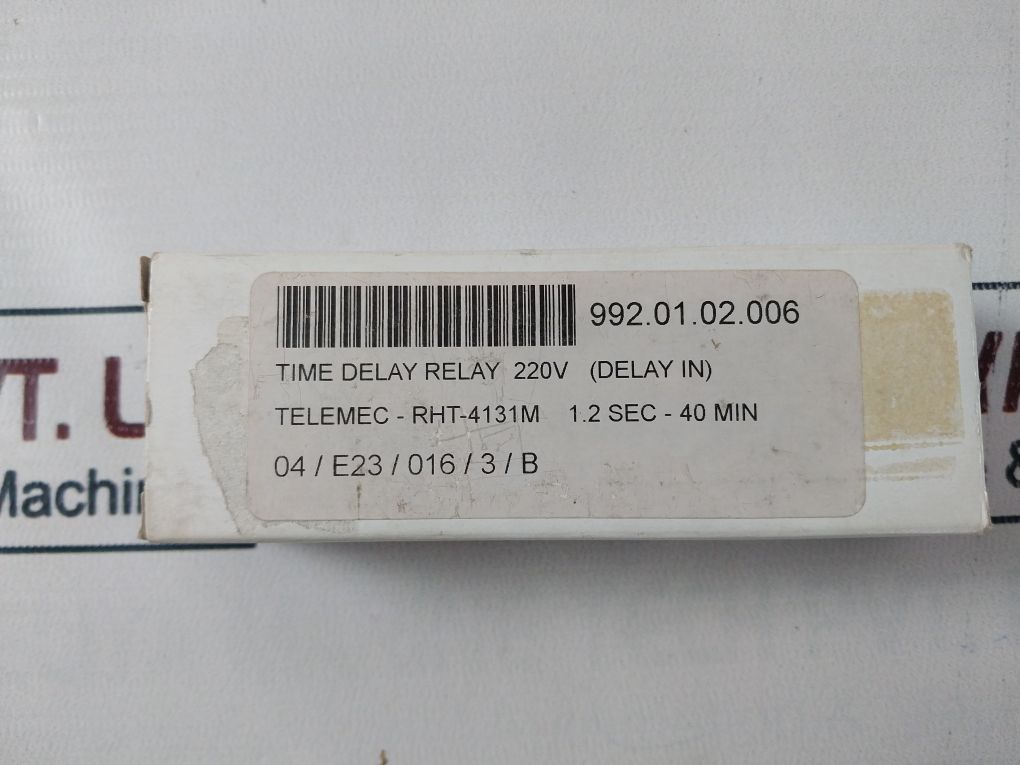 992.01.02.006
TIME DELAY RELAY 220V (DELAY IN)
TELEMEC - RHT-4131M 1.2 SEC - 40 MIN
04 / E23 / 016 / 3 / B
&